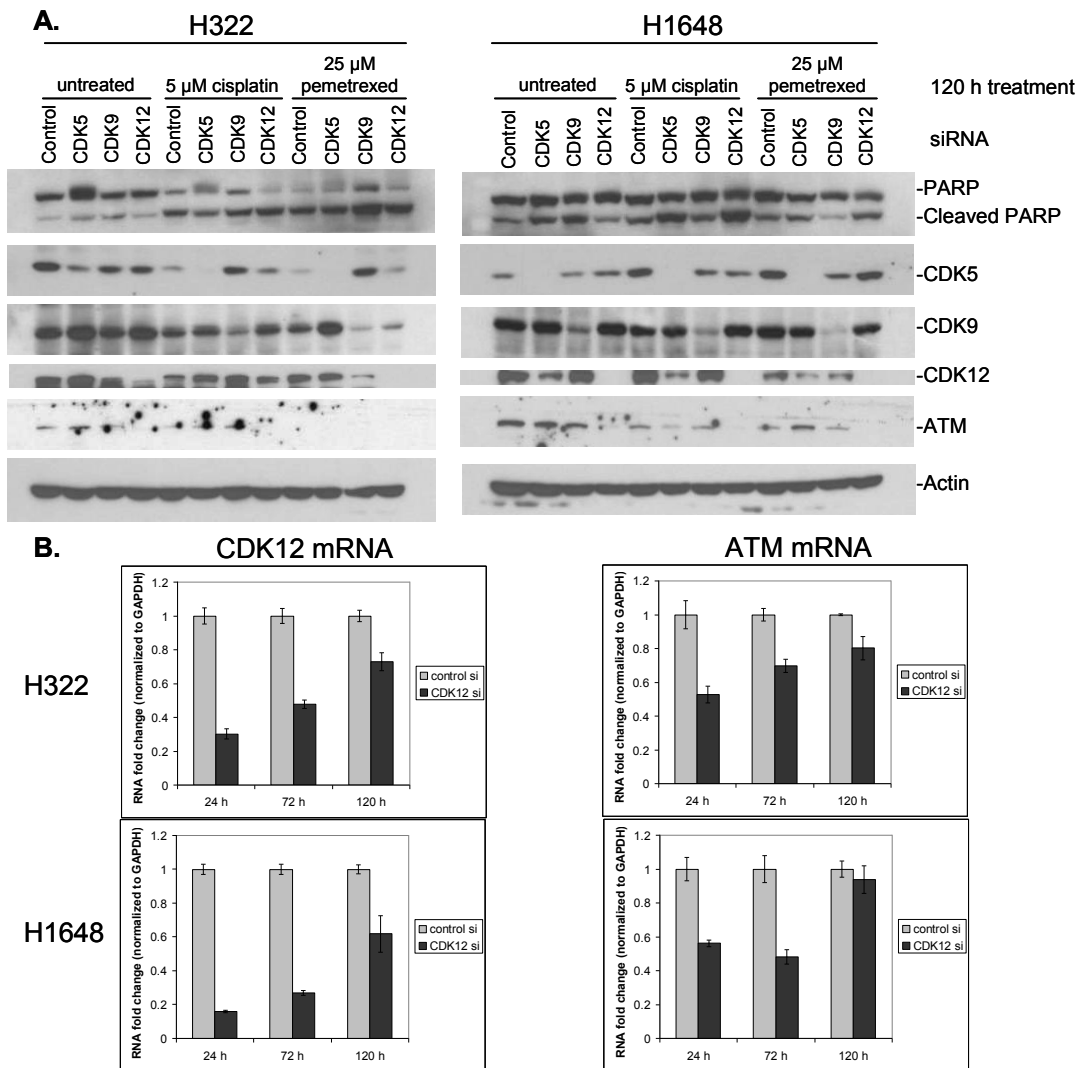 A.
H322
H1648
untreated
5 µM cisplatin
25 µM
pemetrexed
untreated
5 µM cisplatin
25 µM
pemetrexed
120 h treatment
Control
CDK5
CDK9
CDK12
Control
CDK5
CDK9
CDK12
Control
CDK5
CDK9
CDK12
Control
CDK5
CDK9
CDK12
Control
CDK5
CDK9
CDK12
Control
CDK5
CDK9
CDK12
siRNA
-PARP
-Cleaved PARP
-CDK5
-CDK9
-CDK12
-ATM
-Actin
B.
CDK12 mRNA
ATM mRNA
H322
RNA fold change (normalized to GAPDH)
1.2
1
0.8
0.6
0.4
0.2
0
24 h
72 h
120 h
control si
CDK12 si
RNA fold change (normalized to GAPDH)
1.2
1
0.8
0.6
0.4
0.2
0
24 h
72 h
120 h
control si
CDK12 si
H1648
RNA fold change (normalized to GAPDH)
1.2
1
0.8
0.6
0.4
0.2
0
24 h
72 h
120 h
control si
CDK12 si
RNA fold change (normalized to GAPDH)
1.2
1
0.8
0.6
0.4
0.2
0
24 h
72 h
120 h
control si
CDK12 si